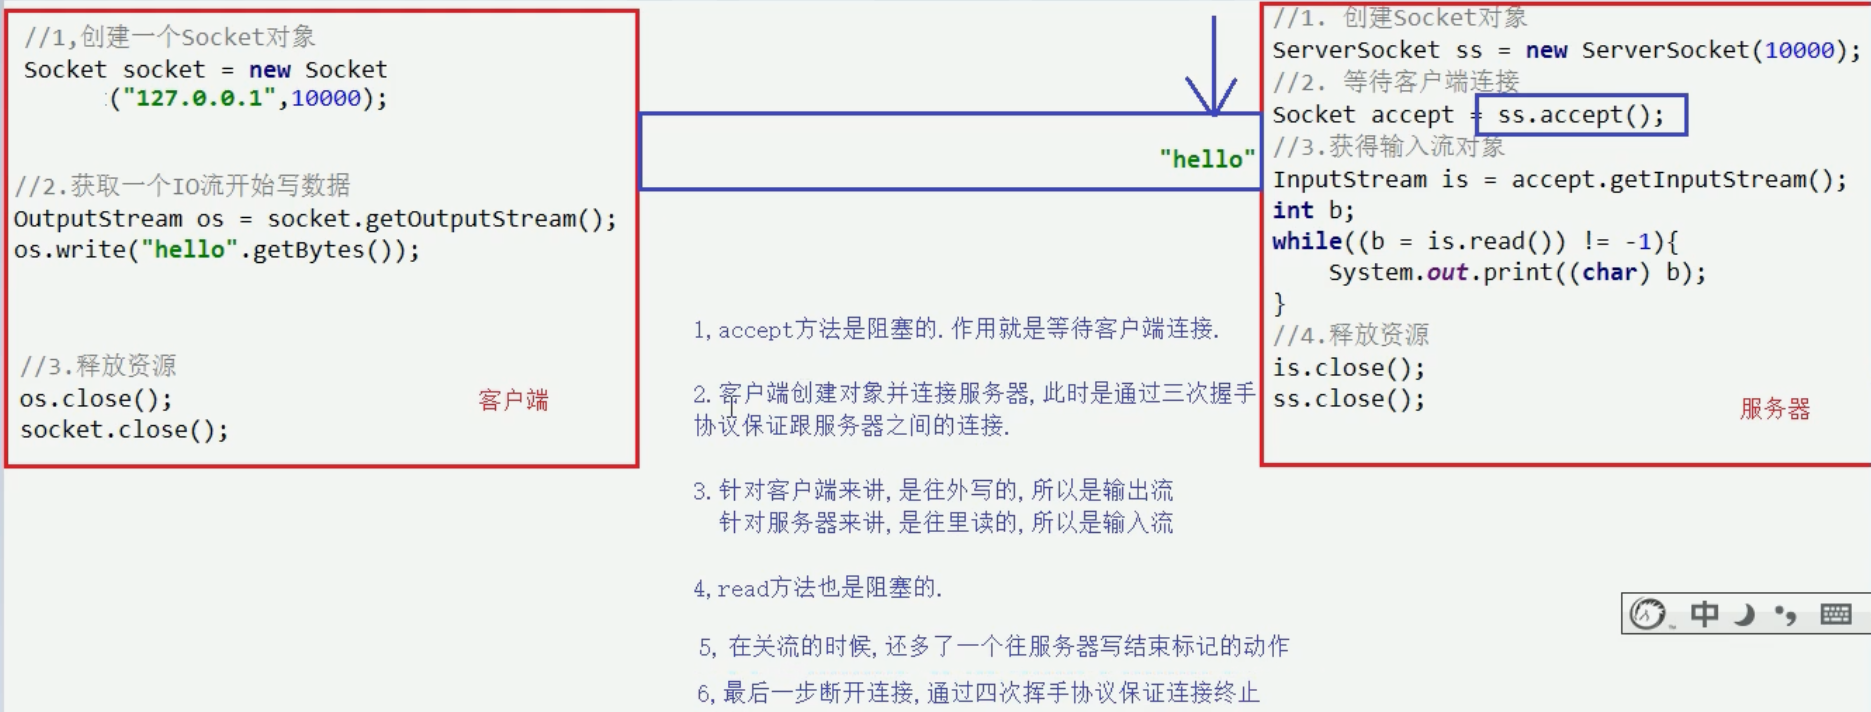 //1,创建一个Socket对象
Socket socket = new Socket
("127.0.0.1",10000);
//2.获取一个IO流开始写数据
OutputStream os = socket.getOutputStream();
os.write("hello".getBytes());
//3.释放资源
os.close();
socket.close();
客户端
"hello"
1,accept方法是阻塞的.作用就是等待客户端连接.
2.客户端创建对象并连接服务器,此时是通过三次握手
协议保证跟服务器之间的连接.
3.针对客户端来讲,是往外写的,所以是输出流
针对服务器来讲,是往里读的,所以是输入流
4,read方法也是阻塞的.
5, 在关流的时候,还多了一个往服务器写结束标记的动作
6,最后一步断开连接,通过四次挥手协议保证连接终止
//1. 创建Socket对象
ServerSocket ss = new ServerSocket(10000);
//2. 等待客户端连接
Socket accept = ss.accept();
//3.获得输入流对象
InputStream is = accept.getInputStream();
int b;
while((b = is.read()) != -1){
System.out.print((char) b);
}
//4.释放资源
is.close();
ss.close();
服务器
中